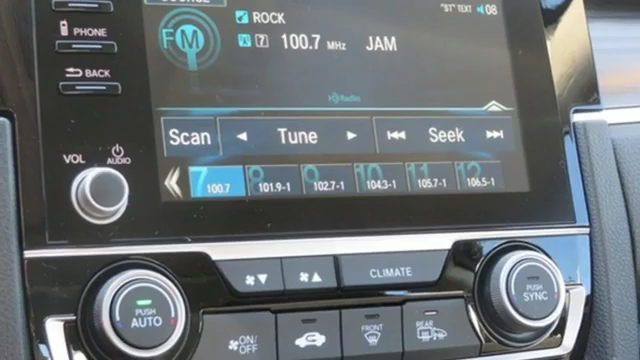 SOURCE
PHONE
BACK
VOL
AUDIO
FM
ROCK
"ST" TEXT 08
7 100.7 MHz JAM
HD Radio
Scan Tune Seek
7 100.7
8 101.9-1
9 102.7-1
10 104.3-1
11 105.7-1
12 106.5-1
CLIMATE
PUSH
AUTO
ON/
OFF
FRONT
REAR
PUSH
SYNC